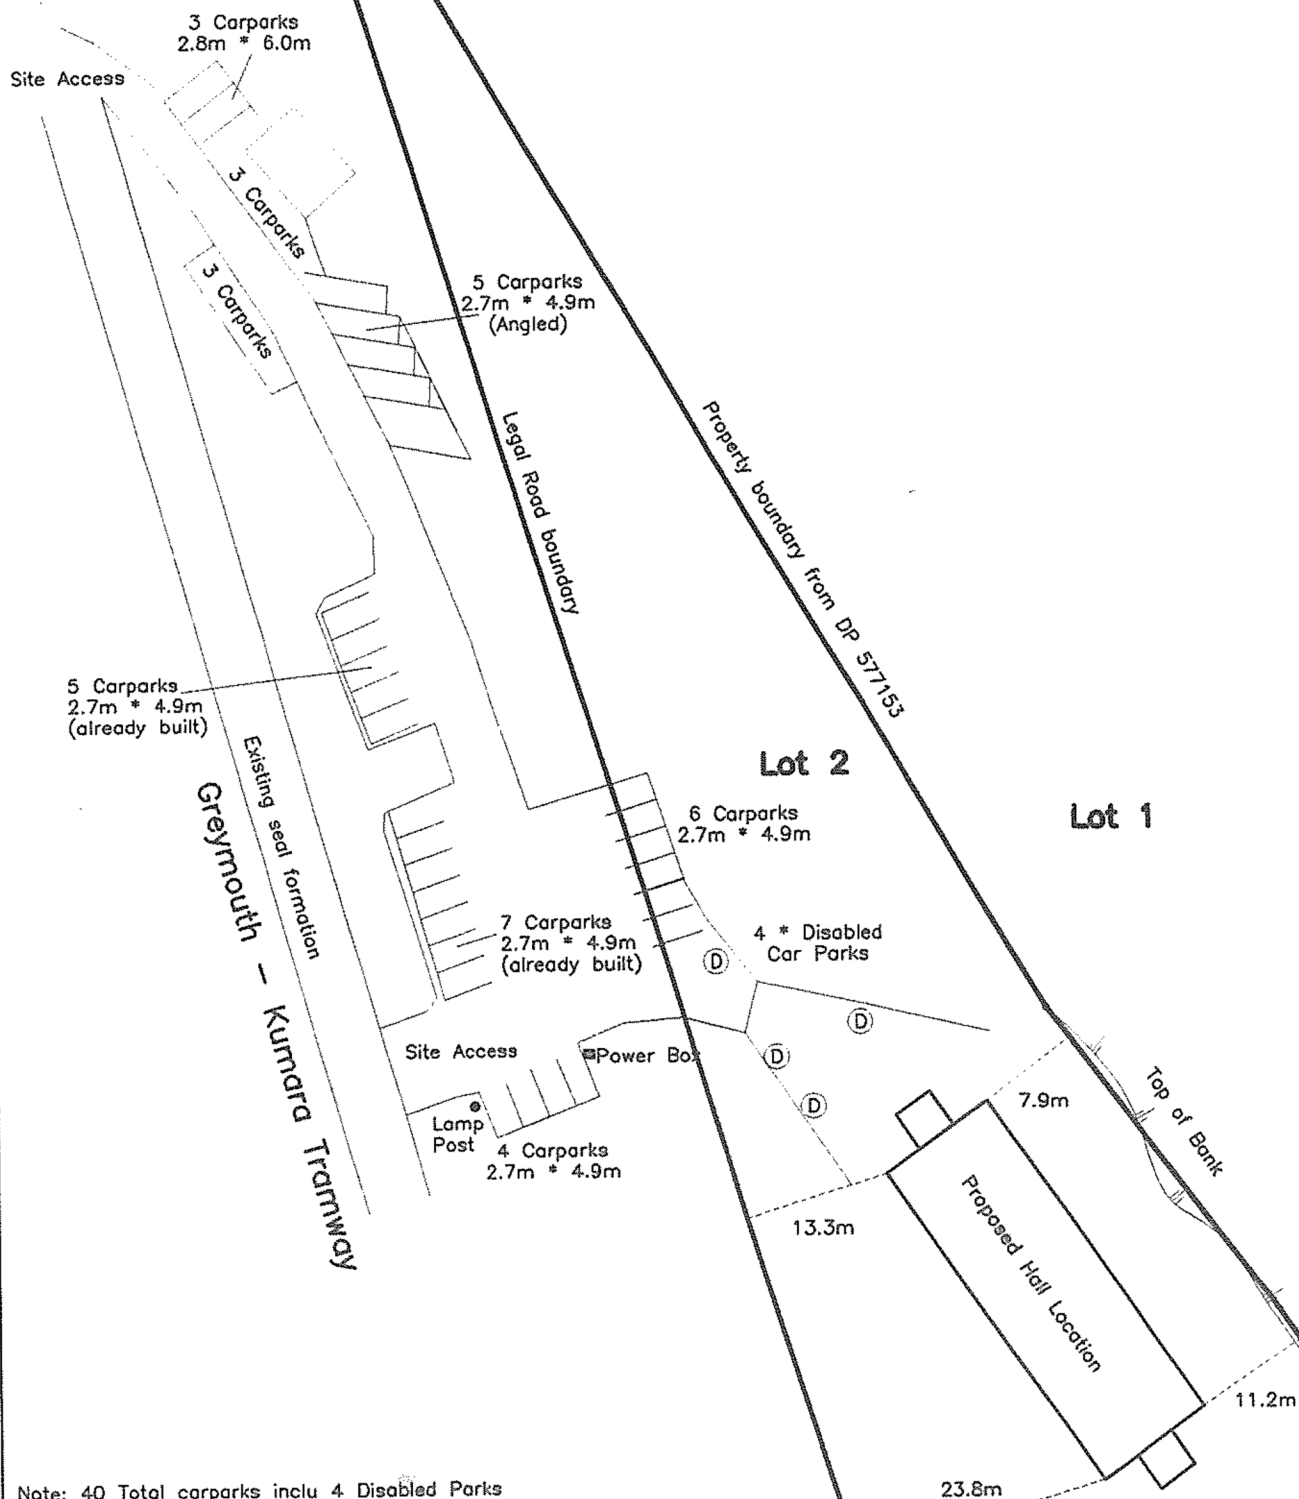 3 Carparks
2.8m * 6.0m
Site Access
3 Carparks
3 Carparks
5 Carparks
2.7m * 4.9m
(Angled)
Legal Road boundary
Property boundary from DP 577153
5 Carparks
2.7m * 4.9m
(already built)
Existing seal formation
Greymouth - Kumara Tramway
Lot 2
Lot 1
6 Carparks
2.7m * 4.9m
7 Carparks
2.7m * 4.9m
(already built)
4 * Disabled
Car Parks
D
D
D
D
Site Access
Power Box
Lamp
Post
4 Carparks
2.7m * 4.9m
7.9m
Top of Bank
13.3m
Proposed Hall Location
11.2m
23.8m
Note: 40 Total carparks inclu 4 Disabled Parks